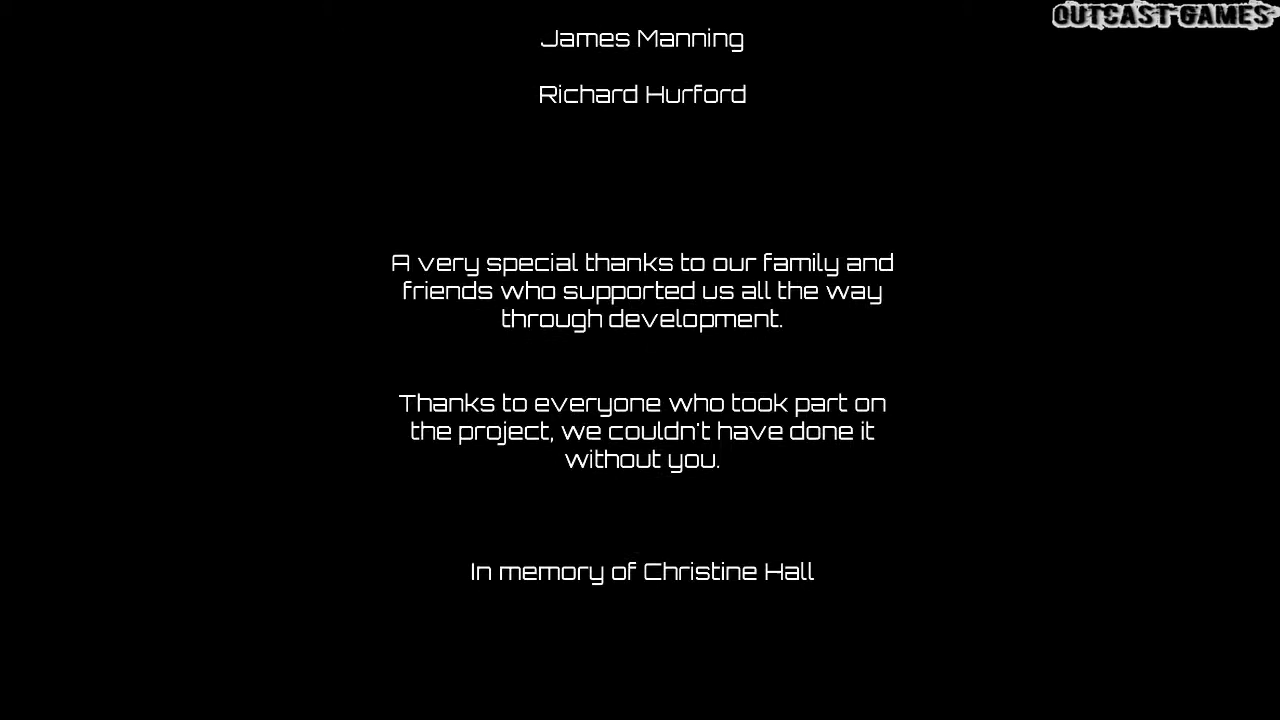 OUTCAST GAMES
James Manning
Richard Hurford
A very special thanks to our family and
friends who supported us all the way
through development.
Thanks to everyone who took part on
the project, we couldn't have done it
without you.
In memory of Christine Hall